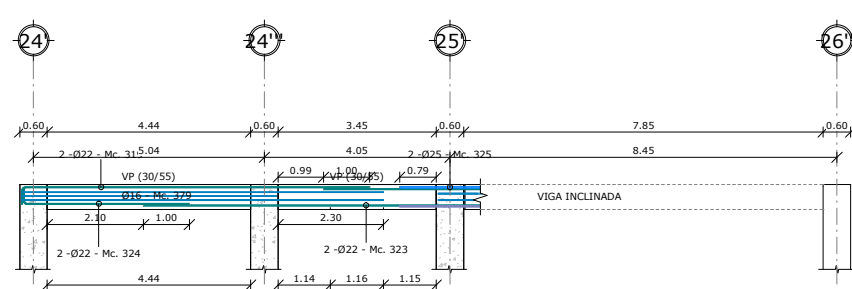 24'
24'''
25'
26''
0.60 4.44 0.60 3.45 0.60 7.85 0.60
5.04 4.05 8.45
2 -Ø22 - Mc. 2 -Ø25 - Mc. 325
0.99 1.00 0.79
VP (30/55) VP (30/55)
Ø16 - Mc. 379 VIGA INCLINADA
2.10 1.00 2.30
2 -Ø22 - Mc. 324 2 -Ø22 - Mc. 323
4.44 1.14 1.16 1.15